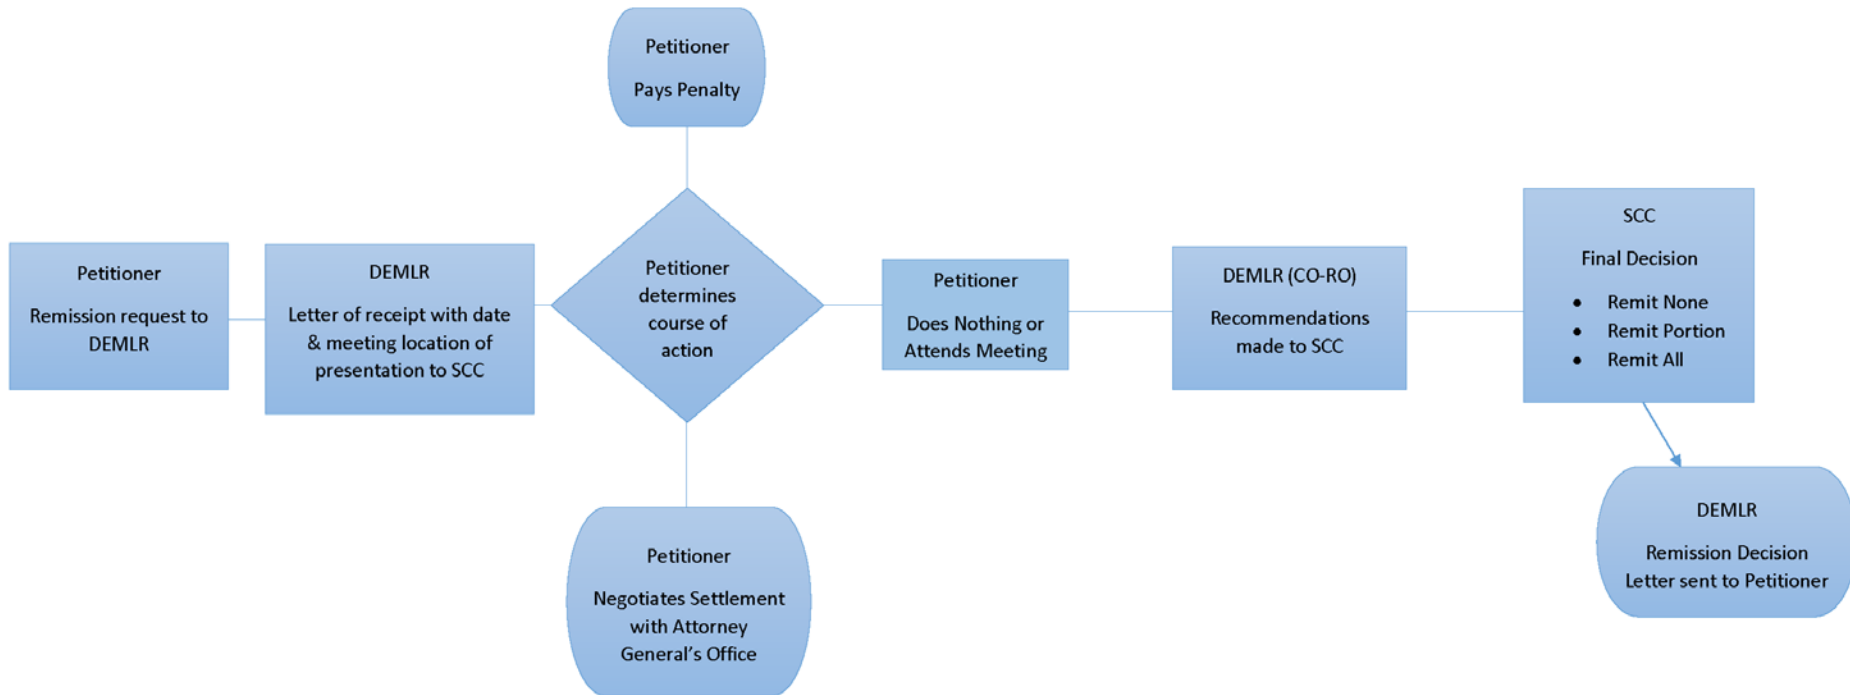 Petitioner
Pays Penalty
Petitioner
Remission request to
DEMLR
DEMLR
Letter of receipt with date
& meeting location of
presentation to SCC
Petitioner
determines
course of
action
Petitioner
Does Nothing or
Attends Meeting
DEMLR (CO-RO)
Recommendations
made to SCC
SCC
Final Decision
• Remit None
• Remit Portion
• Remit All
Petitioner
Negotiates Settlement
with Attorney
General’s Office
DEMLR
Remission Decision
Letter sent to Petitioner